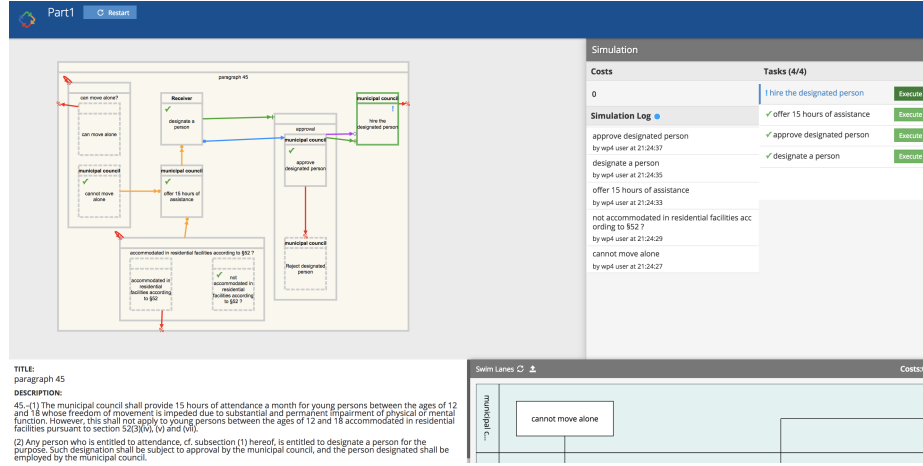 Part1
Restart
paragraph 45
can move alone?
can move alone
municipal council
cannot move
alone
Receiver
designate a
person
municipal council
offer 15 hours of
assistance
approval
municipal council
approve
designated person
municipal council
Reject designated
person
municipal council
!
hire the
designated person
accommodated in residential facilities according to §52 ?
accommodated in
residential
facilities according
to §52
not
accommodated in
residential
facilities according
to §52 ?
Simulation
Costs
0
Simulation Log
approve designated person
by wp4 user at 21:24:37
designate a person
by wp4 user at 21:24:35
offer 15 hours of assistance
by wp4 user at 21:24:33
not accommodated in residential facilities acc
ording to §52 ?
by wp4 user at 21:24:29
cannot move alone
by wp4 user at 21:24:27
Tasks (4/4)
! hire the designated person
Execute
offer 15 hours of assistance
Execute
approve designated person
Execute
designate a person
Execute
TITLE:
paragraph 45
DESCRIPTION:
45.–(1) The municipal council shall provide 15 hours of attendance a month for young persons between the ages of 12
and 18 whose freedom of movement is impeded due to substantial and permanent impairment of physical or mental
function. However, this shall not apply to young persons between the ages of 12 and 18 accommodated in residential
facilities pursuant to section 52(3)(iv), (v) and (vii).
(2) Any person who is entitled to attendance, cf. subsection (1) hereof, is entitled to designate a person for the
purpose. Such designation shall be subject to approval by the municipal council, and the person designated shall be
employed by the municipal council.
Swim Lanes
Costs:
municipal c...
cannot move alone